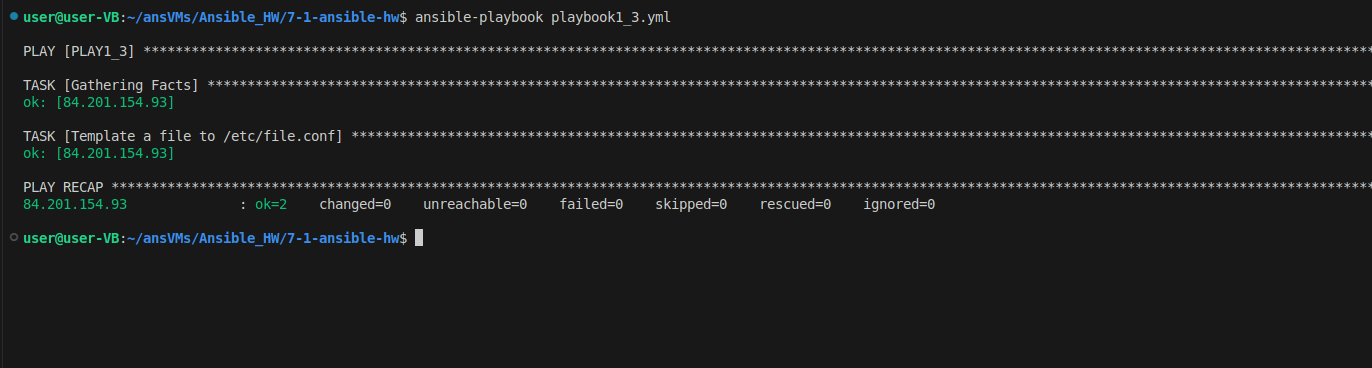 user@user-VB:~/ansVMs/Ansible_HW/7-1-ansible-hw$ ansible-playbook playbook1_3.yml
PLAY [PLAY1_3] *********************************************************************************************************************************************************
TASK [Gathering Facts] *************************************************************************************************************************************************
ok: [84.201.154.93]
TASK [Template a file to /etc/file.conf] *******************************************************************************************************************************
ok: [84.201.154.93]
PLAY RECAP *************************************************************************************************************************************************************
84.201.154.93              : ok=2    changed=0    unreachable=0    failed=0    skipped=0    rescued=0    ignored=0
user@user-VB:~/ansVMs/Ansible_HW/7-1-ansible-hw$